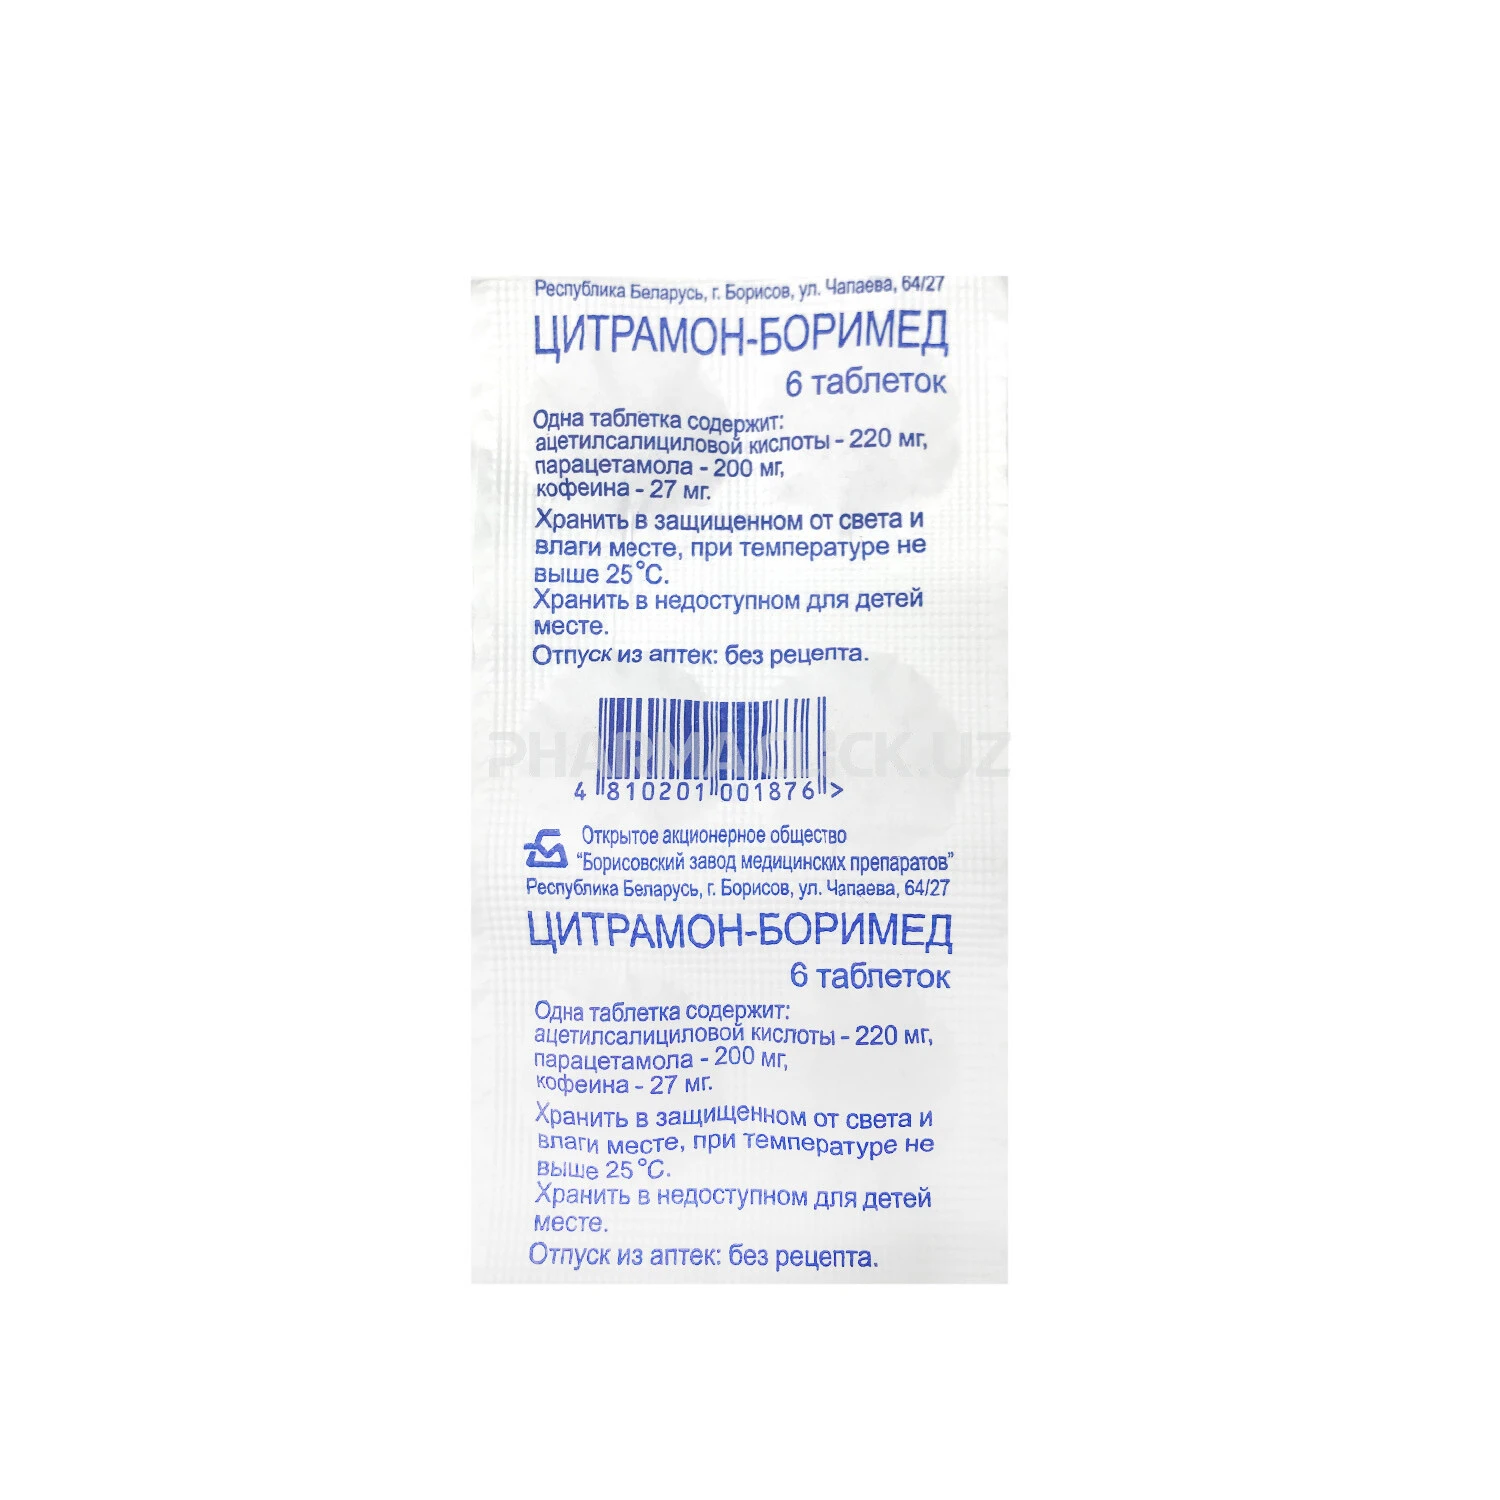 Республика Беларусь, г. Борисов, ул. Чапаева, 64/27
ЦИТРАМОН-БОРИМЕД
6 таблеток
Одна таблетка содержит:
ацетилсалициловой кислоты - 220 мг,
парацетамола - 200 мг,
кофеина - 27 мг.
Хранить в защищенном от света и
влаги месте, при температуре не
выше 25°С.
Хранить в недоступном для детей
месте.
Отпуск из аптек: без рецепта.
PHARMACLICK.UZ
4 810201 001876 >
Открытое акционерное общество
"Борисовский завод медицинских препаратов"
Республика Беларусь, г. Борисов, ул. Чапаева, 64/27
ЦИТРАМОН-БОРИМЕД
6 таблеток
Одна таблетка содержит:
ацетилсалициловой кислоты - 220 мг,
парацетамола - 200 мг,
кофеина - 27 мг.
Хранить в защищенном от света и
влаги месте, при температуре не
выше 25°С.
Хранить в недоступном для детей
месте.
Отпуск из аптек: без рецепта.